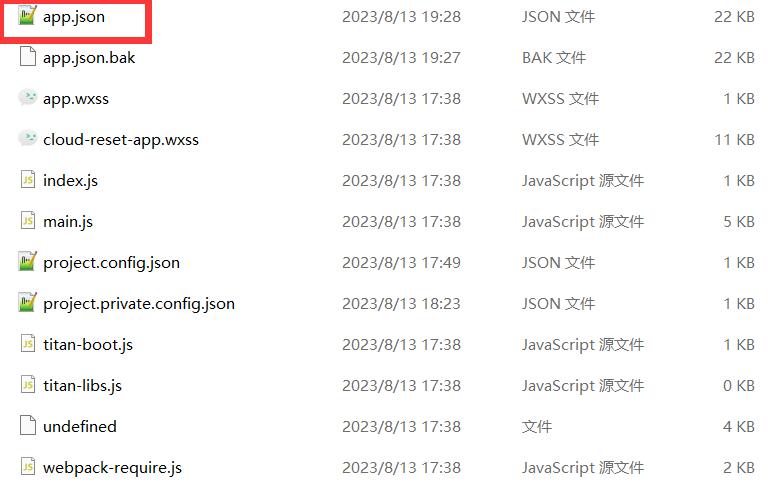 app.json 2023/8/13 19:28 JSON 文件 22 KB
app.json.bak 2023/8/13 19:27 BAK 文件 22 KB
app.wxss 2023/8/13 17:38 WXSS 文件 1 KB
cloud-reset-app.wxss 2023/8/13 17:38 WXSS 文件 11 KB
JS index.js 2023/8/13 17:38 JavaScript 源文件 1 KB
JS main.js 2023/8/13 17:38 JavaScript 源文件 5 KB
project.config.json 2023/8/13 17:49 JSON 文件 1 KB
project.private.config.json 2023/8/13 18:23 JSON 文件 1 KB
JS titan-boot.js 2023/8/13 17:38 JavaScript 源文件 1 KB
JS titan-libs.js 2023/8/13 17:38 JavaScript 源文件 0 KB
undefined 2023/8/13 17:38 文件 4 KB
JS webpack-require.js 2023/8/13 17:38 JavaScript 源文件 2 KB